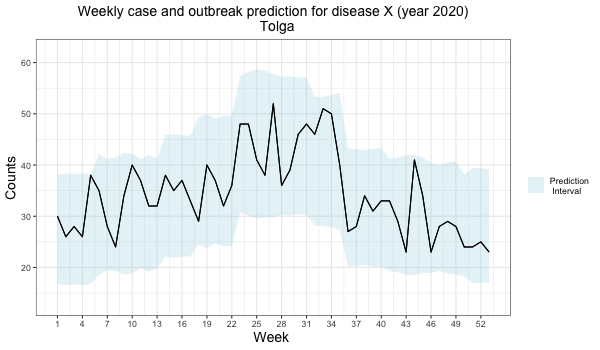 Weekly case and outbreak prediction for disease X (year 2020)
Tolga
Counts
60
50
40
30
20
1 4 7 10 13 16 19 22 25 28 31 34 37 40 43 46 49 52
Week
Prediction
Interval